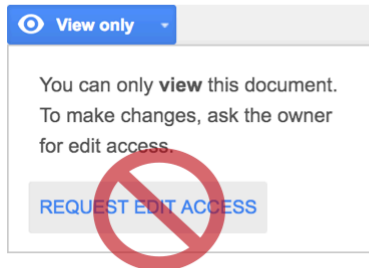 View only
You can only view this document.
To make changes, ask the owner
for edit access.
REQUEST EDIT ACCESS